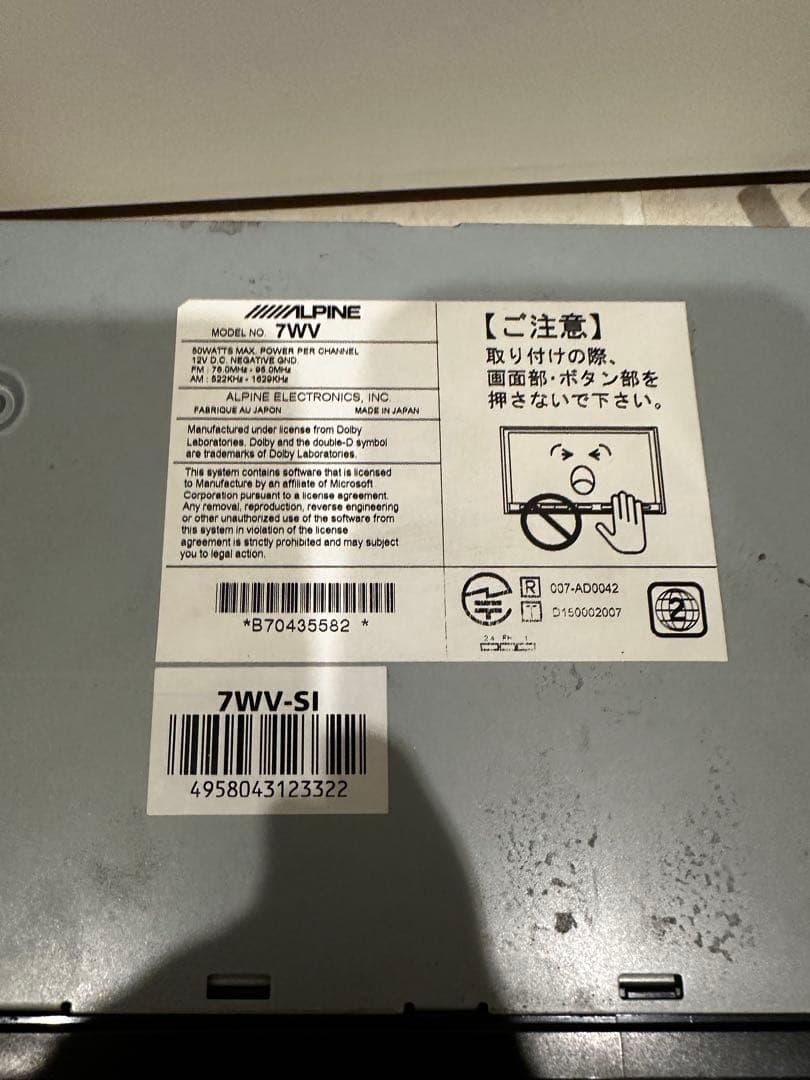 ALPINE
MODEL NO. 7WV
50WATTS MAX. POWER PER CHANNEL
12V D.C. NEGATIVE GND.
FM : 76.0MHz - 95.0MHz
AM : 522KHz - 1629KHz
ALPINE ELECTRONICS, INC.
FABRIQUE AU JAPON MADE IN JAPAN
Manufactured under license from Dolby
Laboratories. Dolby and the double-D symbol
are trademarks of Dolby Laboratories.
This system contains software that is licensed
to Manufacture by an affiliate of Microsoft
Corporation pursuant to a license agreement.
Any removal, reproduction, reverse engineering
or other unauthorized use of the software from
this system in violation of the license
agreement is strictly prohibited and may subject
you to legal action.
*B70435582 *
【ご注意】
取り付けの際、
画面部・ボタン部を
押さないで下さい。
R 007-AD0042
T D150002007
2
7WV-SI
4958043123322